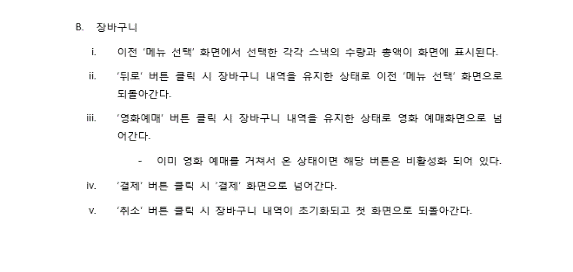 B. 장바구니
i. 이전 '메뉴 선택' 화면에서 선택한 각각 스낵의 수량과 총액이 화면에 표시된다.
ii. '뒤로' 버튼 클릭 시 장바구니 내역을 유지한 상태로 이전 '메뉴 선택' 화면으로
되돌아간다.
iii. '영화예매' 버튼 클릭 시 장바구니 내역을 유지한 상태로 영화 예매화면으로 넘
어간다.
- 이미 영화 예매를 거쳐서 온 상태이면 해당 버튼은 비활성화 되어 있다.
iv. '결제' 버튼 클릭 시 '결제' 화면으로 넘어간다.
v. '취소' 버튼 클릭 시 장바구니 내역이 초기화되고 첫 화면으로 되돌아간다.